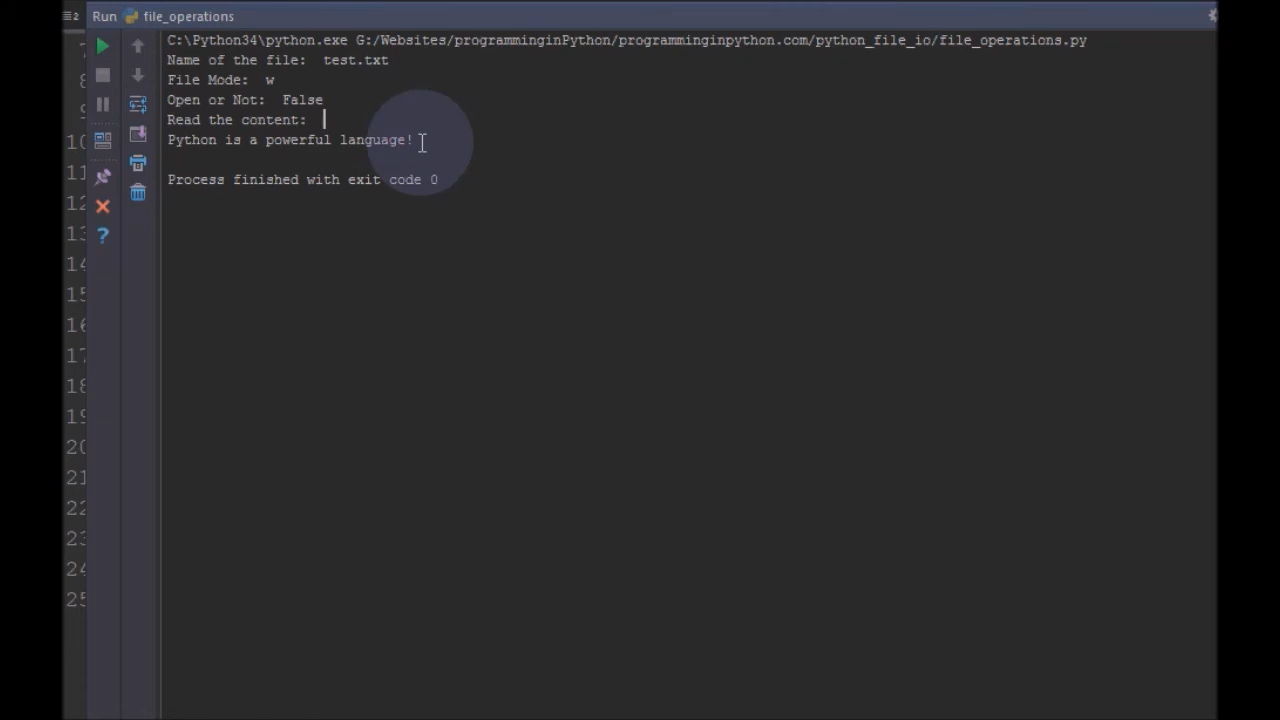 Run file_operations
C:\Python34\python.exe G:/Websites/programminginPython/programminginpython.com/python_file_io/file_operations.py
Name of the file:  test.txt
File Mode:  w
Open or Not:  False
Read the content:
Python is a powerful language!
Process finished with exit code 0
10
11
12
13
14
15
16
17
18
19
20
21
22
23
24
25